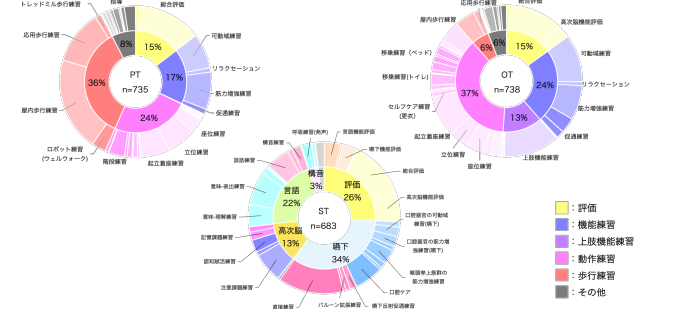 トレッドミル歩行練習
指導
総合評価
応用歩行練習
可動域練習
リラクセーション
筋力増強練習
促通練習
屋内歩行練習
座位練習
立位練習
ロボット練習
(ウェルウォーク)
階段練習
起立着座練習
8%
15%
17%
24%
36%
PT
n=735
応用歩行練習
総合評価
屋内歩行練習
高次脳機能評価
移乗練習（ベッド）
可動域練習
移乗練習(トイレ)
リラクセーション
セルフケア練習
(更衣)
筋力増強練習
起立着座練習
促通練習
立位練習
座位練習
上肢機能練習
6%
6%
15%
24%
13%
37%
OT
n=738
呼吸練習(発声)
言語機能評価
構音練習
嚥下機能評価
談話練習
総合評価
意味-表出練習
高次脳機能評価
意味-理解練習
口腔器官の可動域
練習(嚥下)
記憶課題練習
口腔器官の筋力増
強練習(嚥下)
認知賦活練習
喉頭挙上筋群の
筋力増強練習
注意課題練習
口腔ケア
直接練習
バルーン拡張練習
嚥下反射促通練習
構音
3%
評価
26%
言語
22%
高次脳
13%
嚥下
34%
ST
n=683
：評価
：機能練習
：上肢機能練習
：動作練習
：歩行練習
：その他